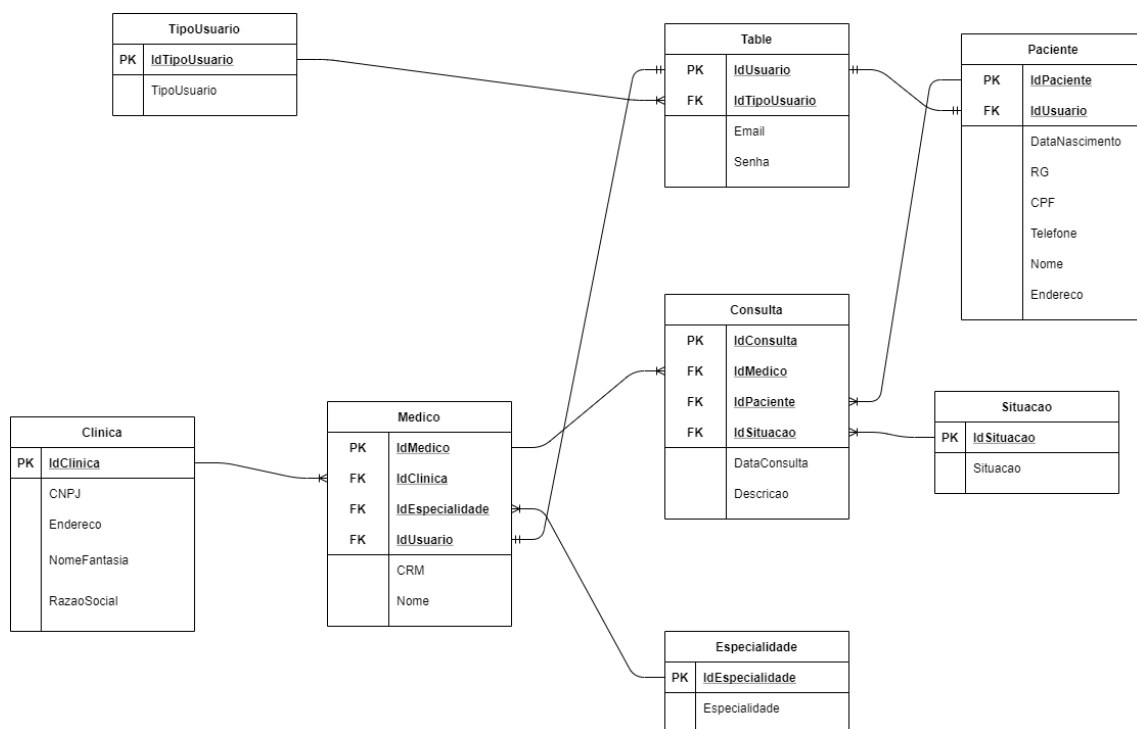 TipoUsuario
PK IdTipoUsuario
TipoUsuario
Table
PK IdUsuario
FK IdTipoUsuario
Email
Senha
Paciente
PK IdPaciente
FK IdUsuario
DataNascimento
RG
CPF
Telefone
Nome
Endereco
Consulta
PK IdConsulta
FK IdMedico
FK IdPaciente
FK IdSituacao
DataConsulta
Descricao
Situacao
PK IdSituacao
Situacao
Clinica
PK IdClinica
CNPJ
Endereco
NomeFantasia
RazaoSocial
Medico
PK IdMedico
FK IdClinica
FK IdEspecialidade
FK IdUsuario
CRM
Nome
Especialidade
PK IdEspecialidade
Especialidade